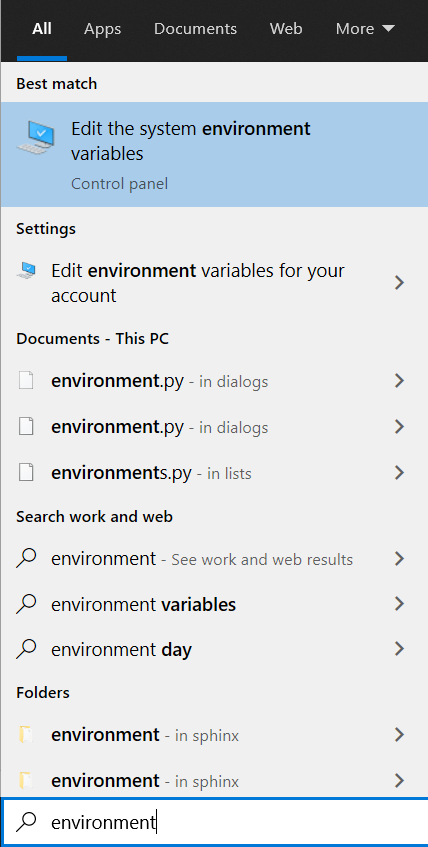 All Apps Documents Web More
Best match
Edit the system environment
variables
Control panel
Settings
Edit environment variables for your
account
Documents - This PC
environment.py - in dialogs
environment.py - in dialogs
environments.py - in lists
Search work and web
environment - See work and web results
environment variables
environment day
Folders
environment - in sphinx
environment - in sphinx
environment